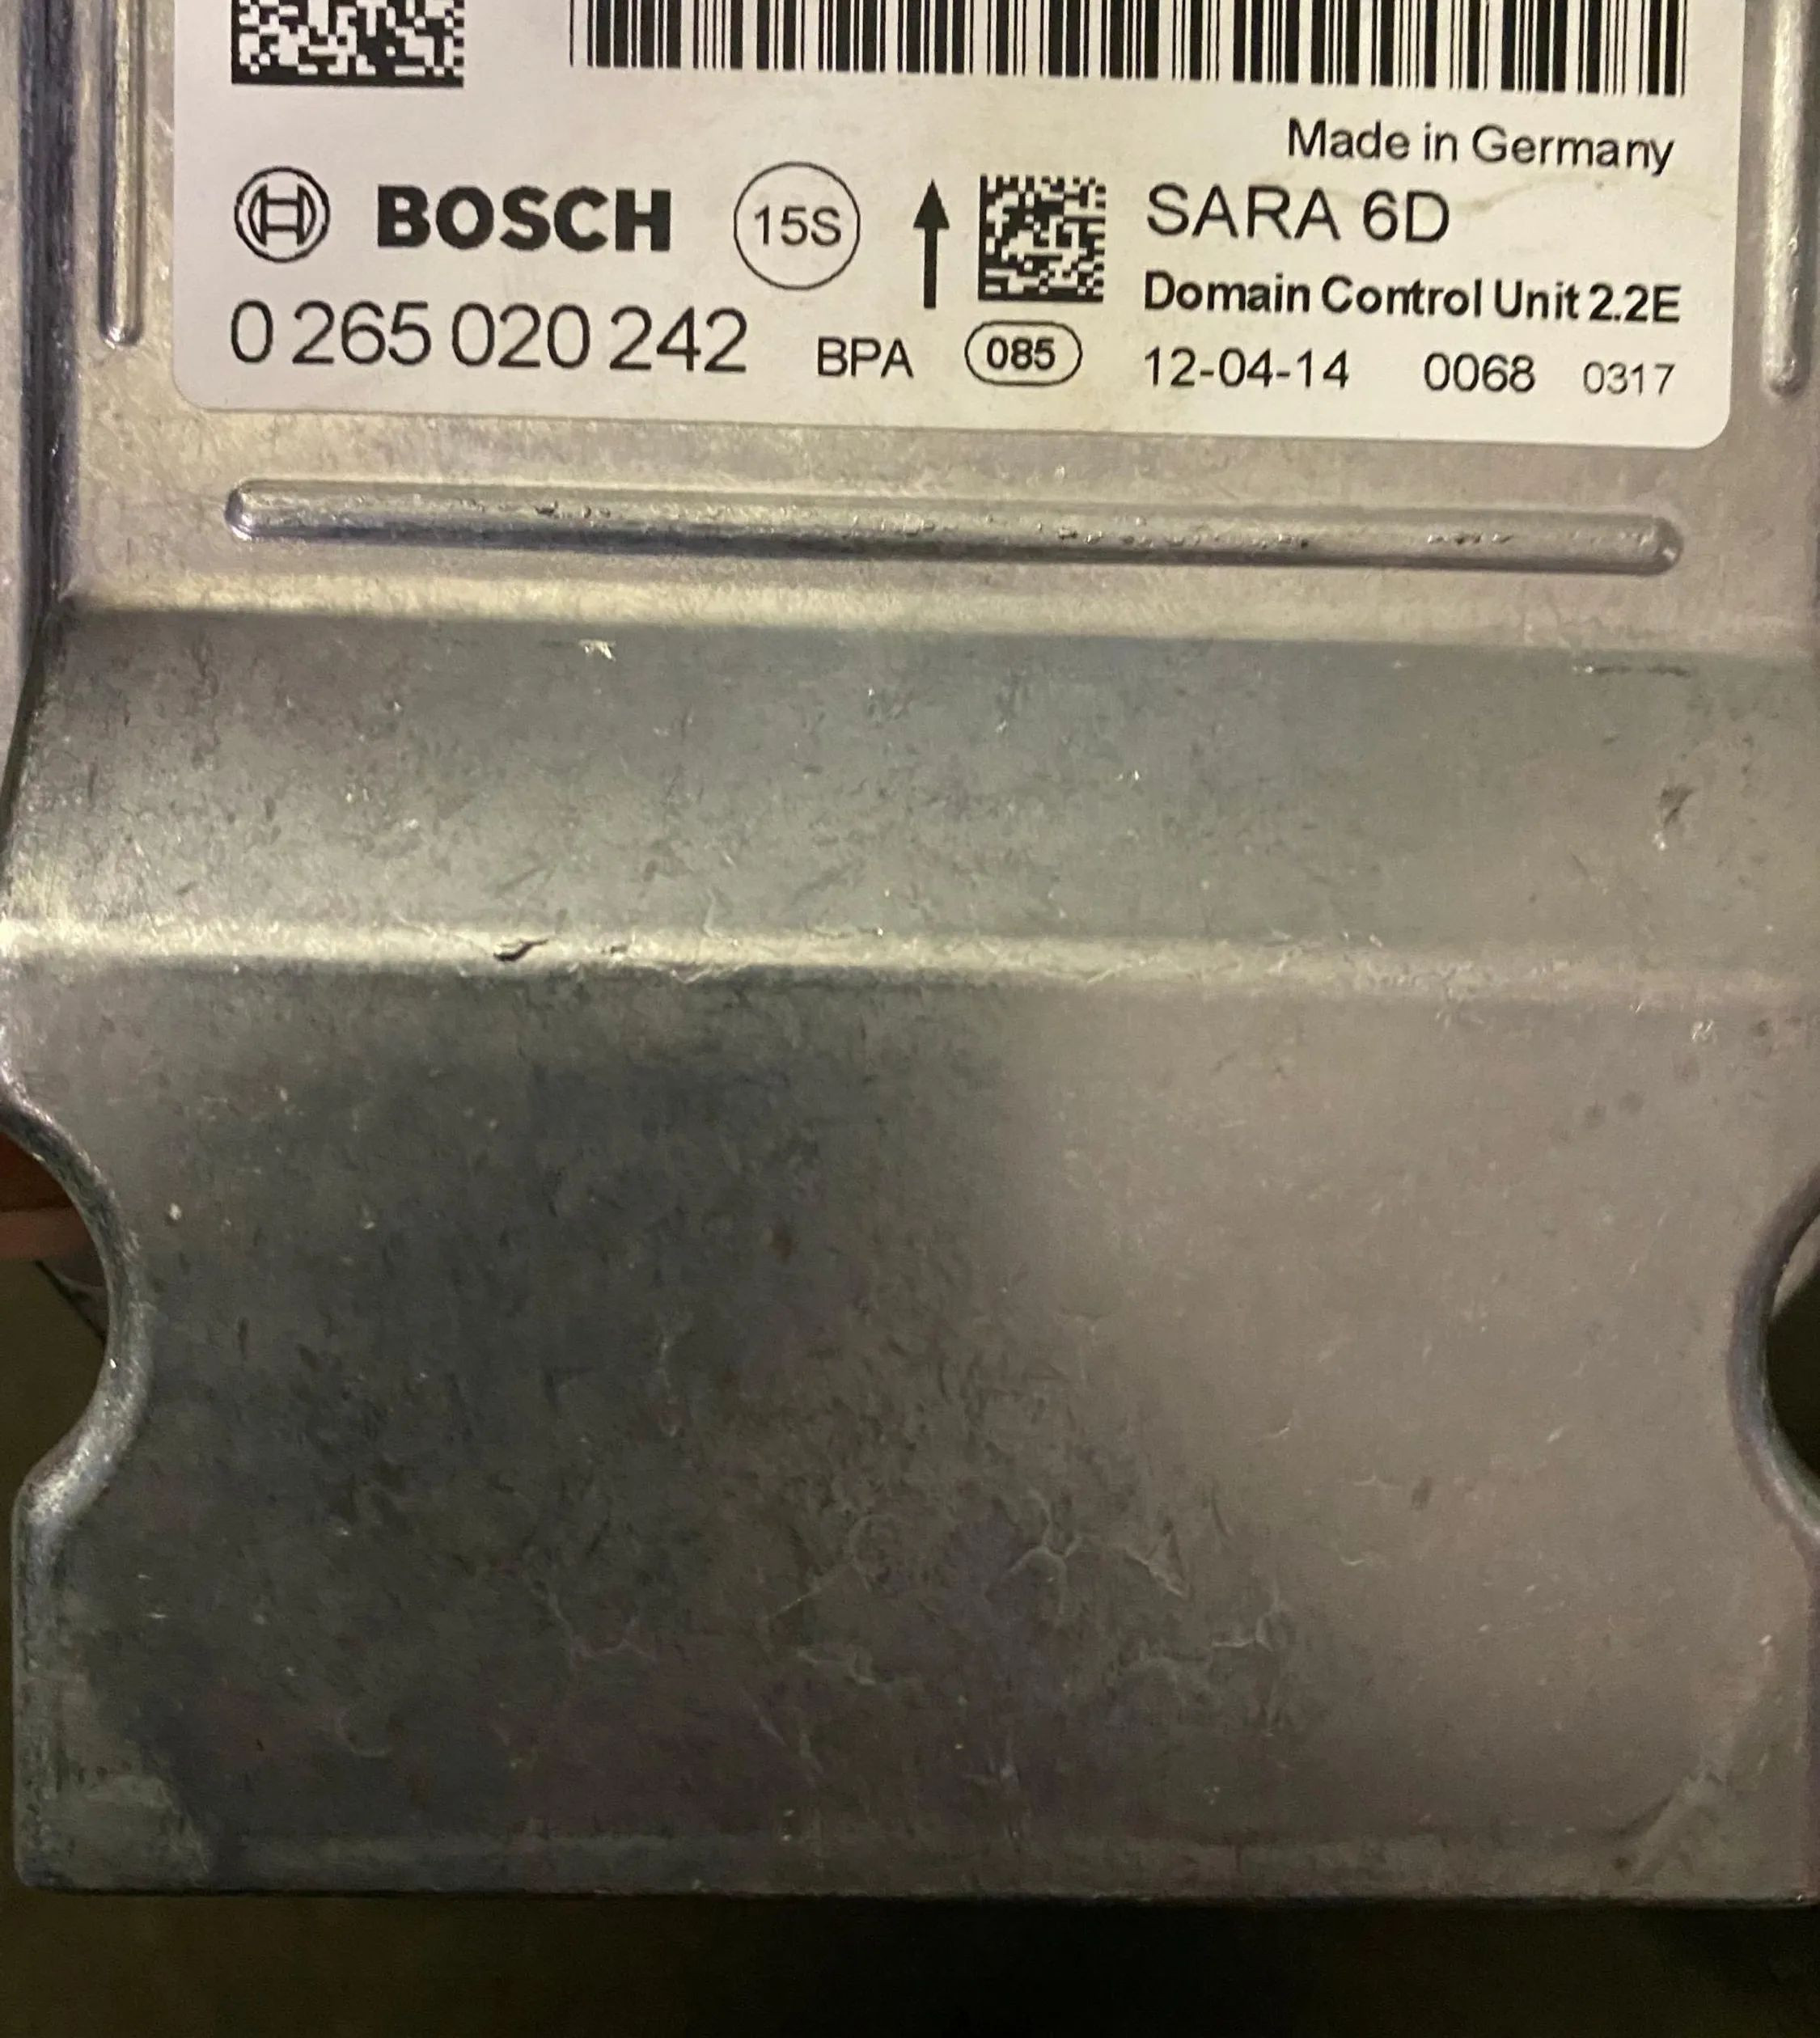 Made in Germany
BOSCH 15S SARA 6D
Domain Control Unit 2.2E
0 265 020 242 BPA 085 12-04-14 0068 0317